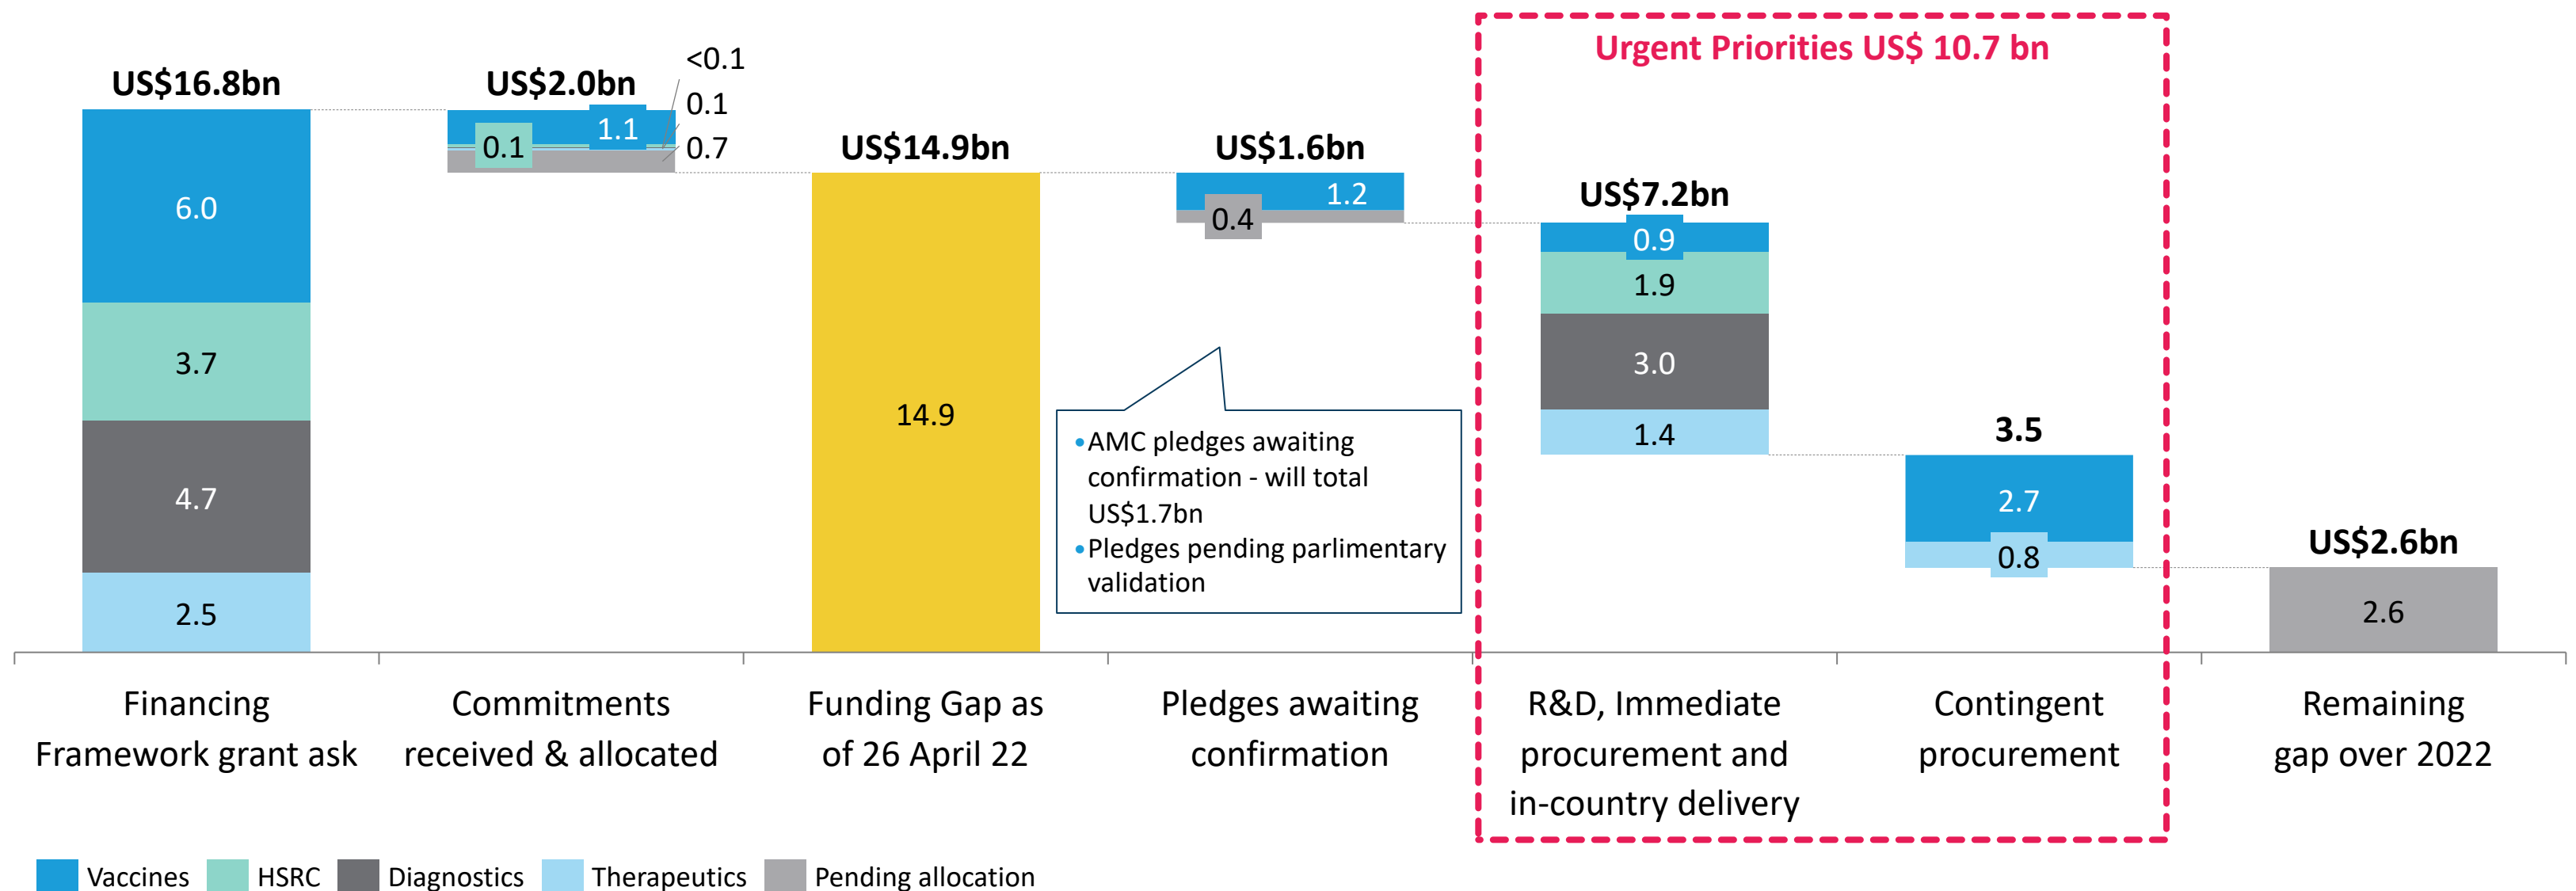 Urgent Priorities US$ 10.7 bn
US$16.8bn
6.0
3.7
4.7
2.5
US$2.0bn
<0.1
0.1
0.7
1.1
0.1
US$14.9bn
14.9
US$1.6bn
1.2
0.4
•AMC pledges awaiting
confirmation - will total
US$1.7bn
•Pledges pending parlimentary
validation
US$7.2bn
0.9
1.9
3.0
1.4
3.5
2.7
0.8
US$2.6bn
2.6
Financing
Framework grant ask
Commitments
received & allocated
Funding Gap as
of 26 April 22
Pledges awaiting
confirmation
R&D, Immediate
procurement and
in-country delivery
Contingent
procurement
Remaining
gap over 2022
Vaccines
HSRC
Diagnostics
Therapeutics
Pending allocation